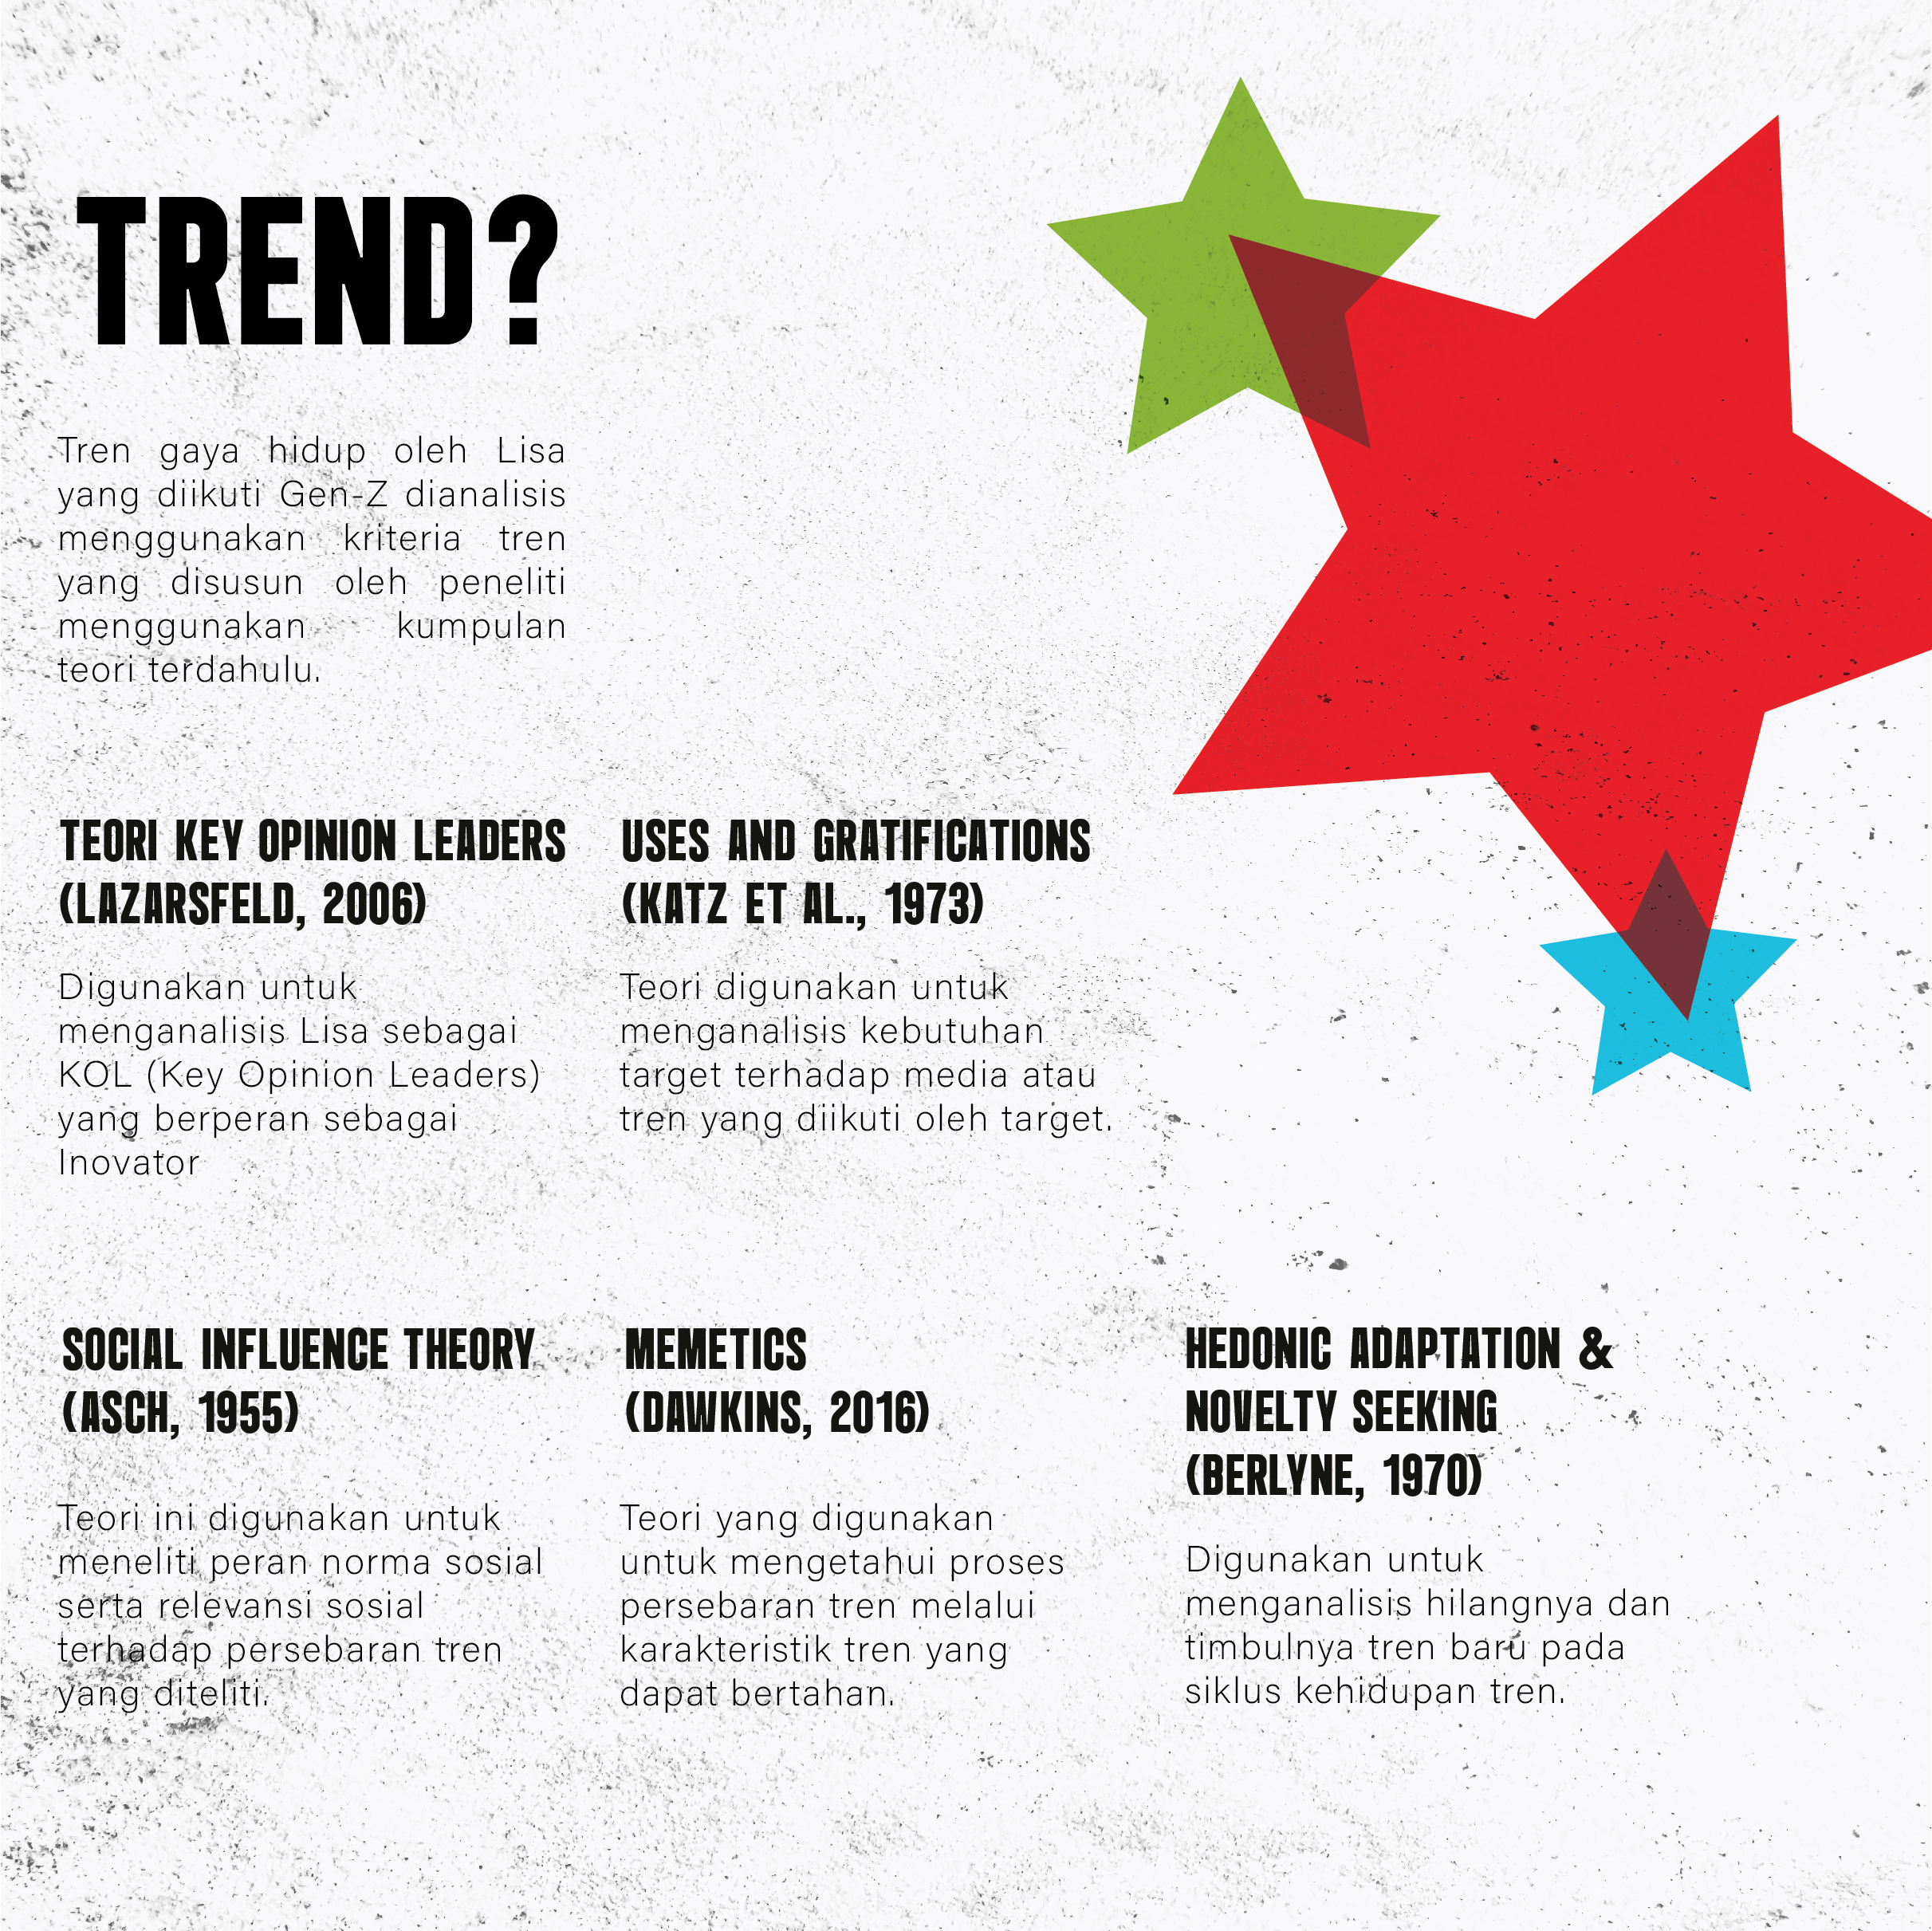 TREND?
Tren gaya hidup oleh Lisa
yang diikuti Gen-Z dianalisis
menggunakan kriteria tren
yang disusun oleh peneliti
menggunakan kumpulan
teori terdahulu.
TEORI KEY OPINION LEADERS
(LAZARSFELD, 2006)
Digunakan untuk
menganalisis Lisa sebagai
KOL (Key Opinion Leaders)
yang berperan sebagai
Inovator
USES AND GRATIFICATIONS
(KATZ ET AL., 1973)
Teori digunakan untuk
menganalisis kebutuhan
target terhadap media atau
tren yang diikuti oleh target.
SOCIAL INFLUENCE THEORY
(ASCH, 1955)
Teori ini digunakan untuk
meneliti peran norma sosial
serta relevansi sosial
terhadap persebaran tren
yang diteliti.
MEMETICS
(DAWKINS, 2016)
Teori yang digunakan
untuk mengetahui proses
persebaran tren melalui
karakteristik tren yang
dapat bertahan.
HEDONIC ADAPTATION &
NOVELTY SEEKING
(BERLYNE, 1970)
Digunakan untuk
menganalisis hilangnya dan
timbulnya tren baru pada
siklus kehidupan tren.